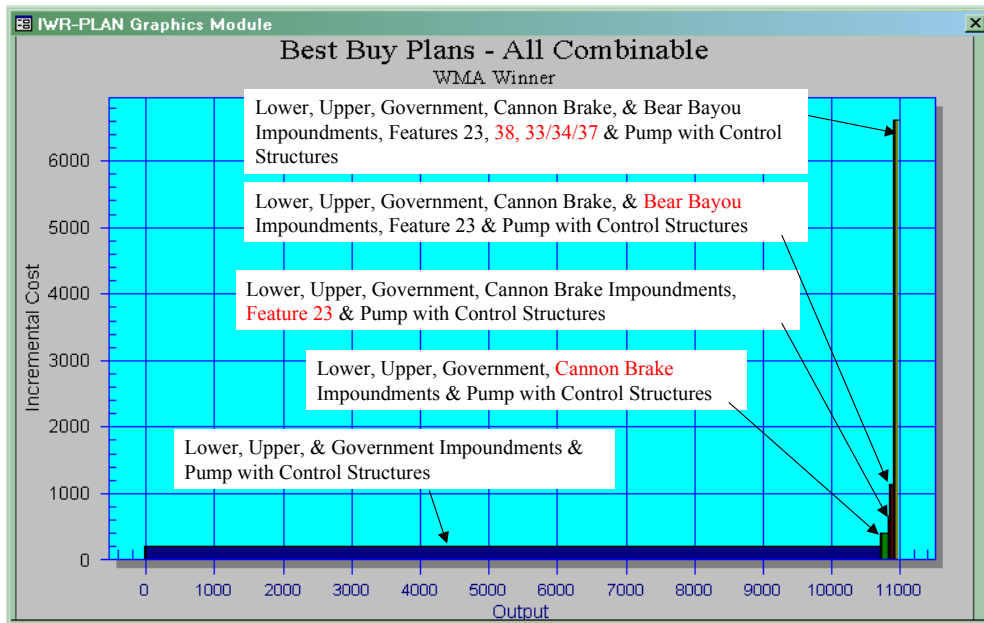 IWR-PLAN Graphics Module
Best Buy Plans - All Combinable
WMA Winner
Lower, Upper, Government, Cannon Brake, & Bear Bayou
Impoundments, Features 23, 38, 33/34/37 & Pump with Control
Structures
Lower, Upper, Government, Cannon Brake, & Bear Bayou
Impoundments, Feature 23 & Pump with Control Structures
Lower, Upper, Government, Cannon Brake Impoundments,
Feature 23 & Pump with Control Structures
Lower, Upper, Government, Cannon Brake
Impoundments & Pump with Control Structures
Lower, Upper, & Government Impoundments &
Pump with Control Structures
Incremental Cost
6000
5000
4000
3000
2000
1000
0
0 1000 2000 3000 4000 5000 6000 7000 8000 9000 10000 11000
Output